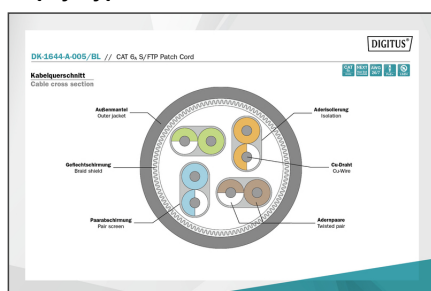 DIGITUS®
DK-1644-A-005/BL // CAT 6A S/FTP Patch Cord
Kabelquerschnitt
Cable cross section
Außenmantel
Outer jacket
Aderisolierung
Isolation
Geflechtschirmung
Braid shield
Cu-Draht
Cu-Wire
Paarabschirmung
Pair screen
Aderpaare
Twisted pair